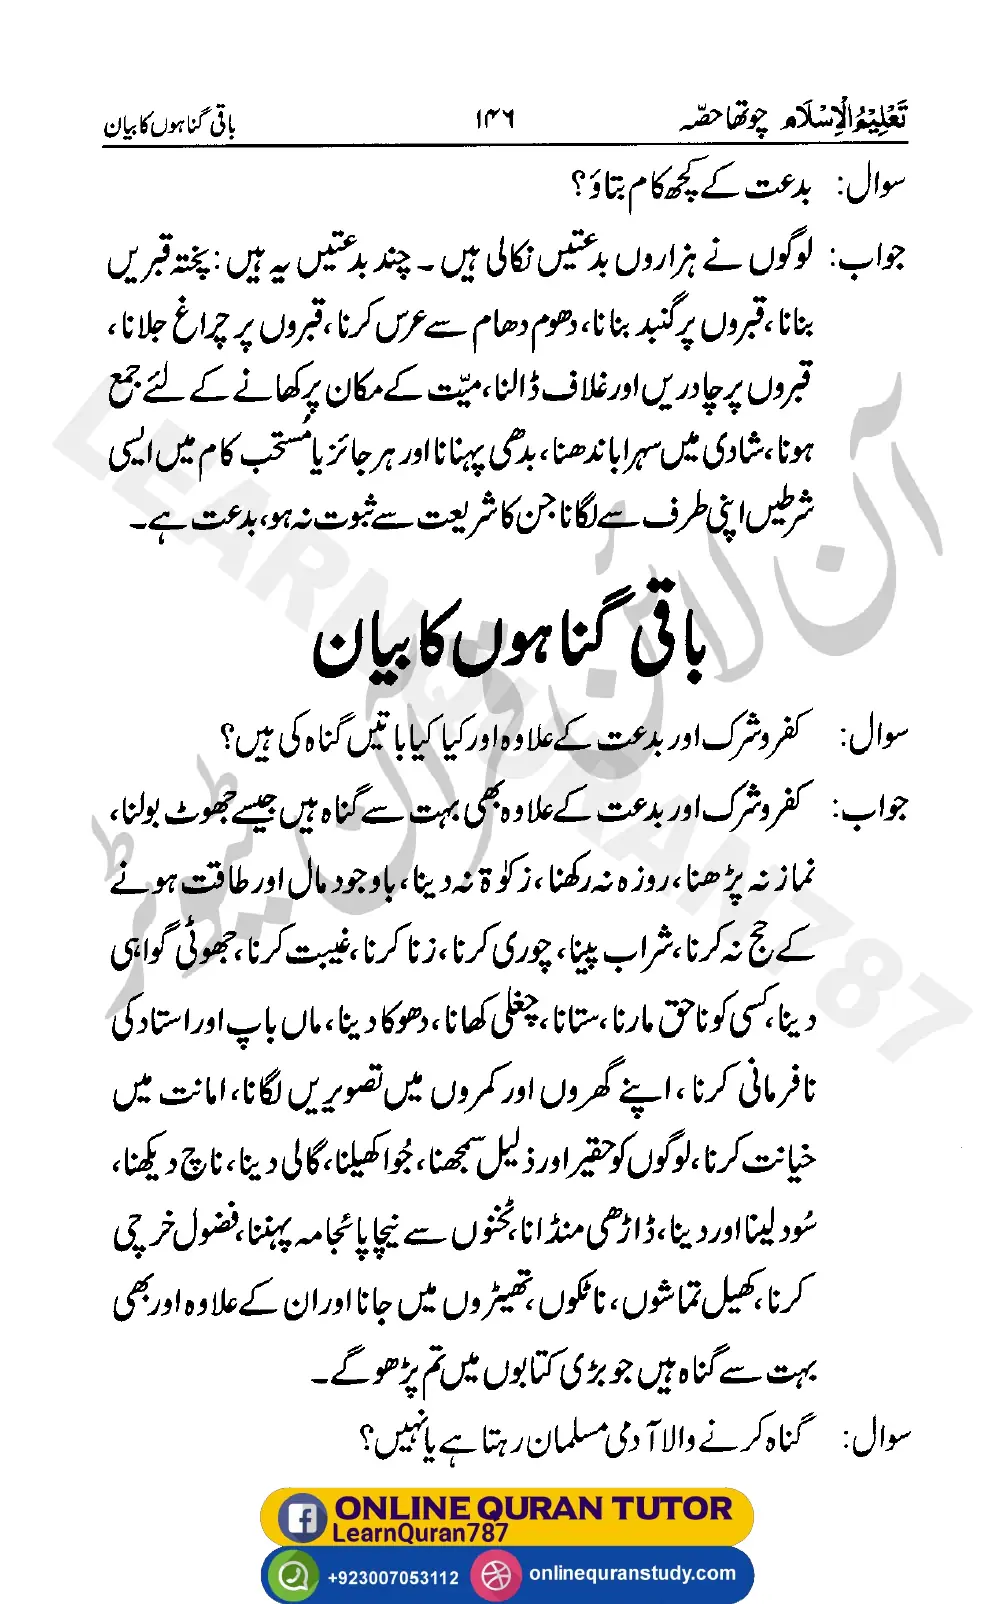 تَعْلِیْمُ الْاِسْلَام چوتھا حصّہ ۱۴۶ باقی گناہوں کا بیان
سوال: بدعت کے کچھ کام بتاؤ؟
جواب: لوگوں نے ہزاروں بدعتیں نکالی ہیں۔ چند بدعتیں یہ ہیں: پختہ قبریں
بنانا، قبروں پر گنبد بنانا، دھوم دھام سے عرس کرنا، قبروں پر چراغ جلانا،
قبروں پر چادریں اور غلاف ڈالنا، میّت کے مکان پر کھانے کے لئے جمع
ہونا، شادی میں سہرا باندھنا، بدھی پہنانا اور ہر جائز یا مُستحب کام میں ایسی
شرطیں اپنی طرف سے لگانا جن کا شریعت سے ثبوت نہ ہو، بدعت ہے۔
باقی گناہوں کا بیان
سوال: کفر و شرک اور بدعت کے علاوہ اور کیا کیا باتیں گناہ کی ہیں؟
جواب: کفر و شرک اور بدعت کے علاوہ بھی بہت سے گناہ ہیں جیسے جھوٹ بولنا،
نماز نہ پڑھنا، روزہ نہ رکھنا، زکوٰۃ نہ دینا، باوجود مال اور طاقت ہونے
کے حج نہ کرنا، شراب پینا، چوری کرنا، زنا کرنا، غیبت کرنا، جھوٹی گواہی
دینا، کسی کو ناحق مارنا، ستانا، چغلی کھانا، دھوکا دینا، ماں باپ اور استاد کی
نافرمانی کرنا، اپنے گھروں اور کمروں میں تصویریں لگانا، امانت میں
خیانت کرنا، لوگوں کو حقیر اور ذلیل سمجھنا، جُوا کھیلنا، گالی دینا، ناچ دیکھنا،
سُود لینا اور دینا، ڈاڑھی منڈانا، ٹخنوں سے نیچا پائجامہ پہننا، فضول خرچی
کرنا، کھیل تماشوں، ناٹکوں، تھیٹروں میں جانا اور ان کے علاوہ اور بھی
بہت سے گناہ ہیں جو بڑی کتابوں میں تم پڑھو گے۔
سوال: گناہ کرنے والا آدمی مسلمان رہتا ہے یا نہیں؟
آن لائن قرآن ٹیوٹر
LEARNQURAN787
ONLINE QURAN TUTOR
LearnQuran787
+923007053112 onlinequranstudy.com